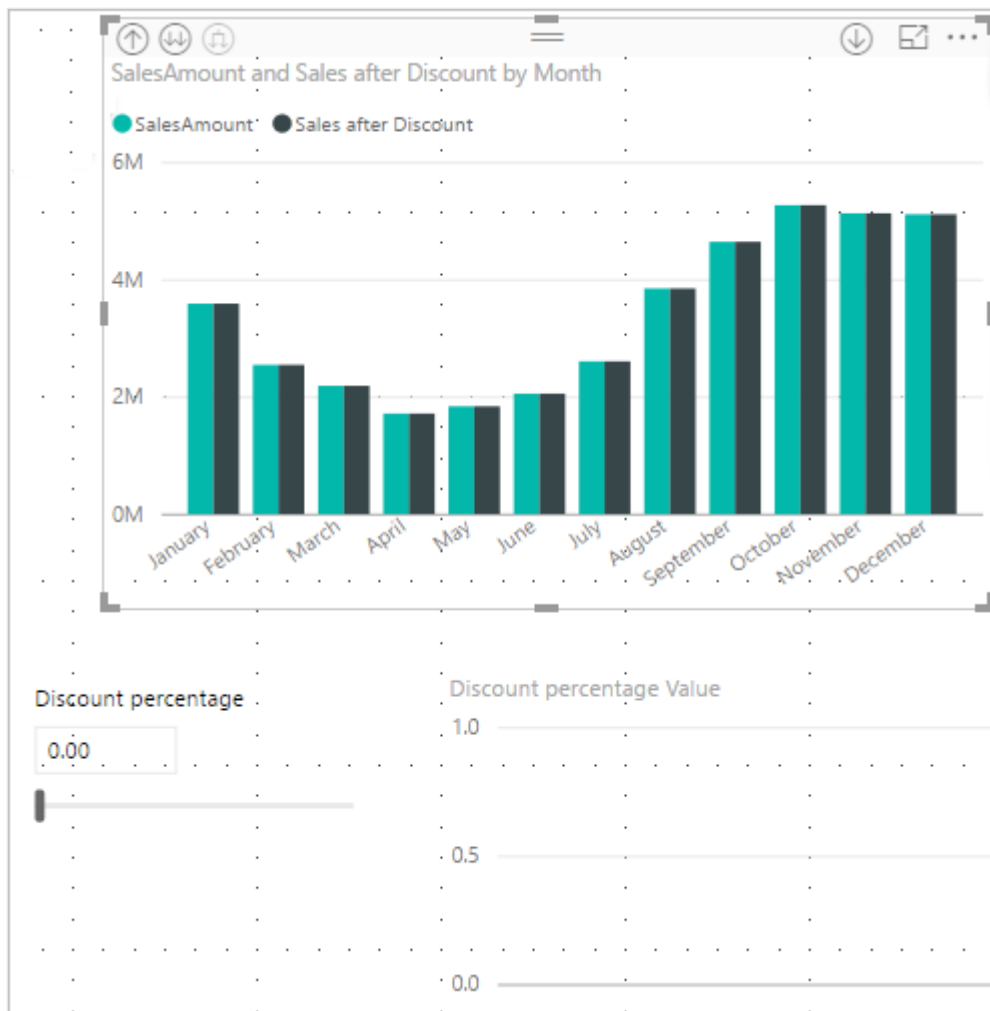 SalesAmount and Sales after Discount by Month
SalesAmount Sales after Discount
6M
4M
2M
0M
January February March April May June July August September October November December
Discount percentage
0.00
Discount percentage Value
1.0
0.5
0.0